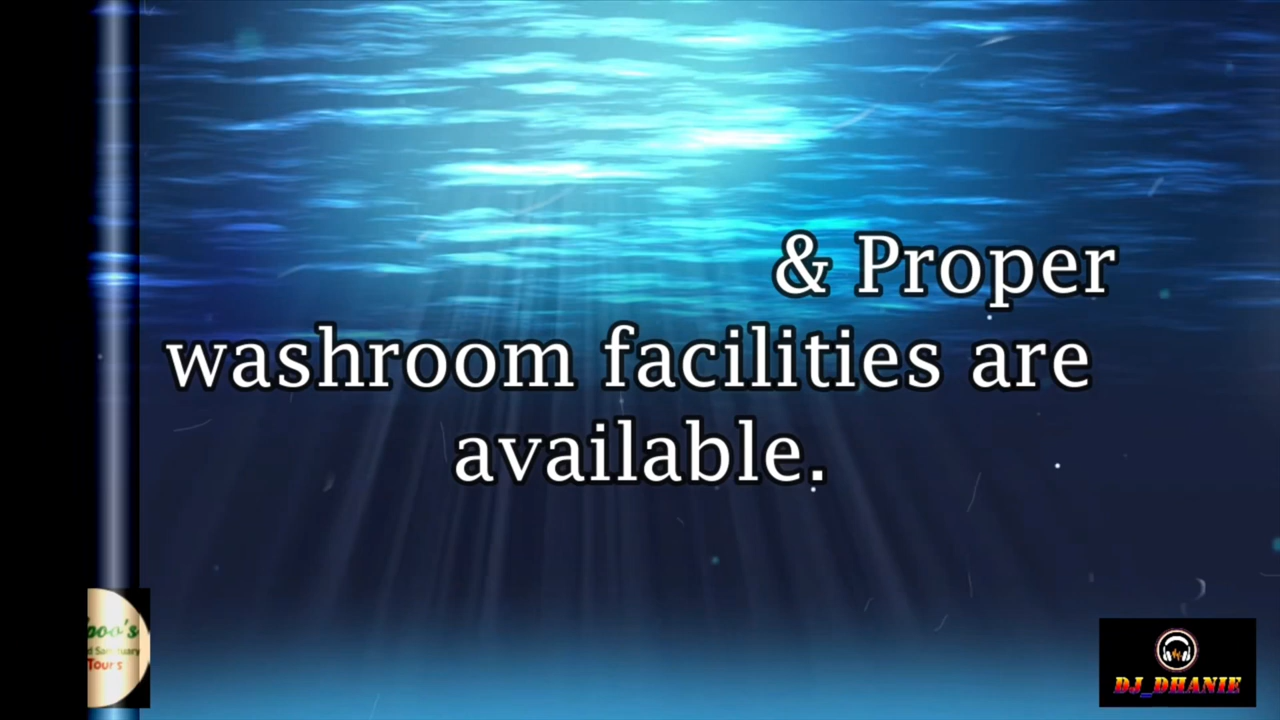 & Proper
washroom facilities are
available.
Tours
DJ_DHANIE